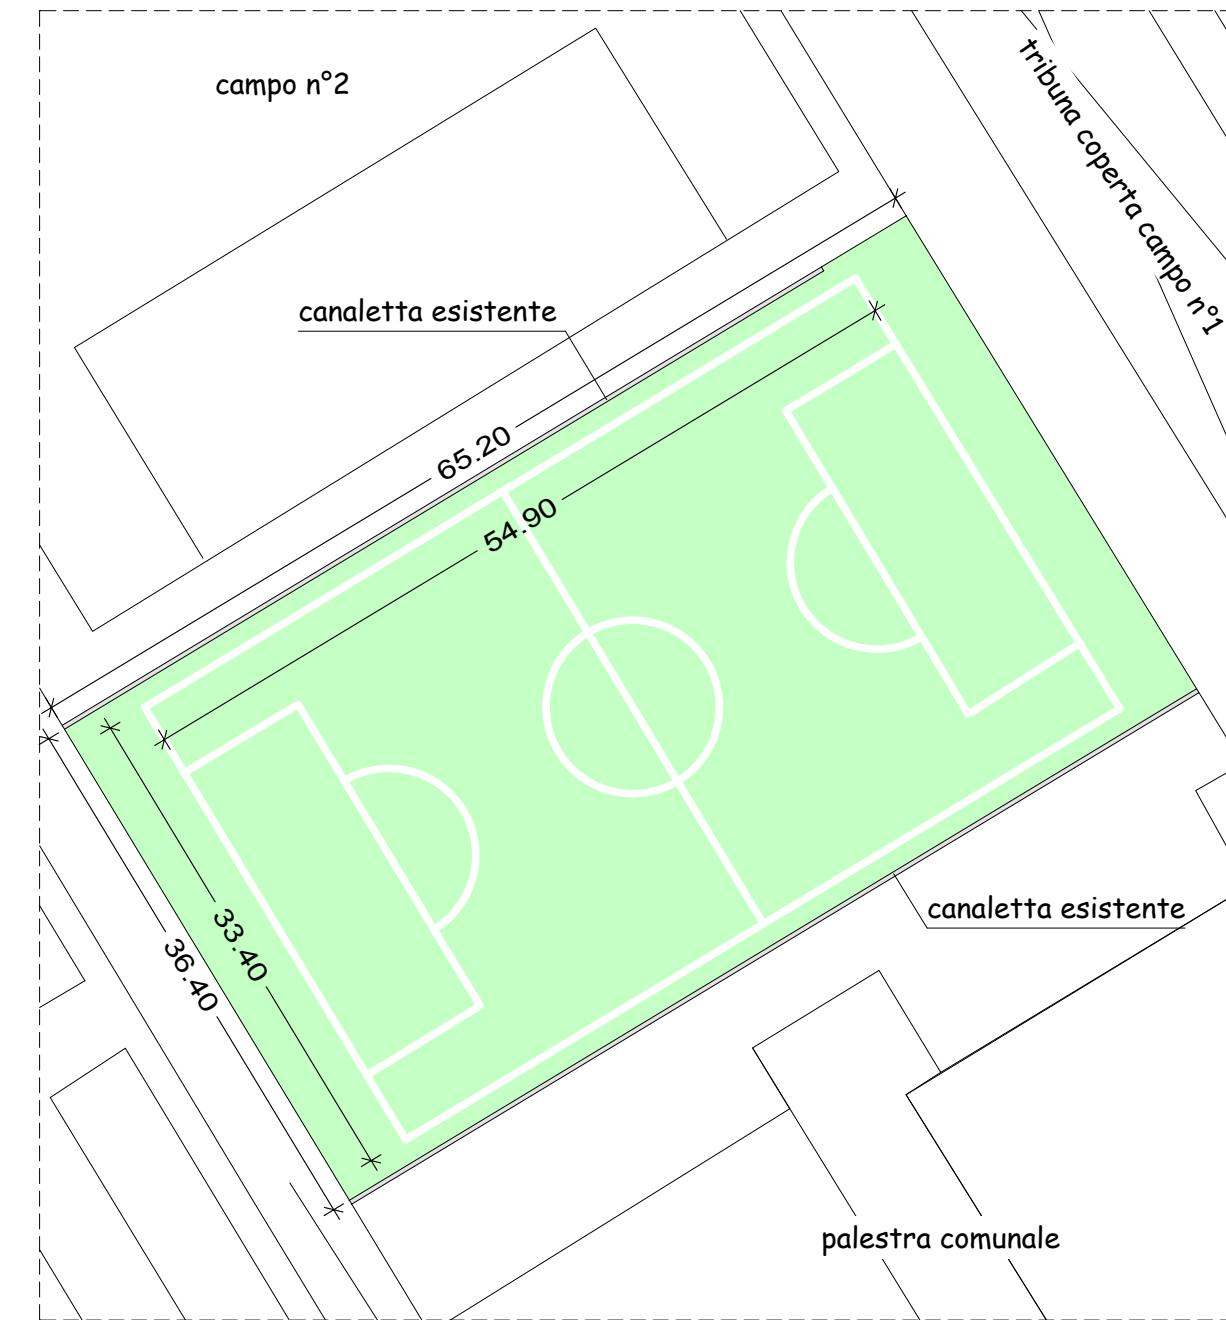 campo n°2
tribuna coperta campo n°1
canaletta esistente
65.20
54.90
33.40
36.40
canaletta esistente
palestra comunale